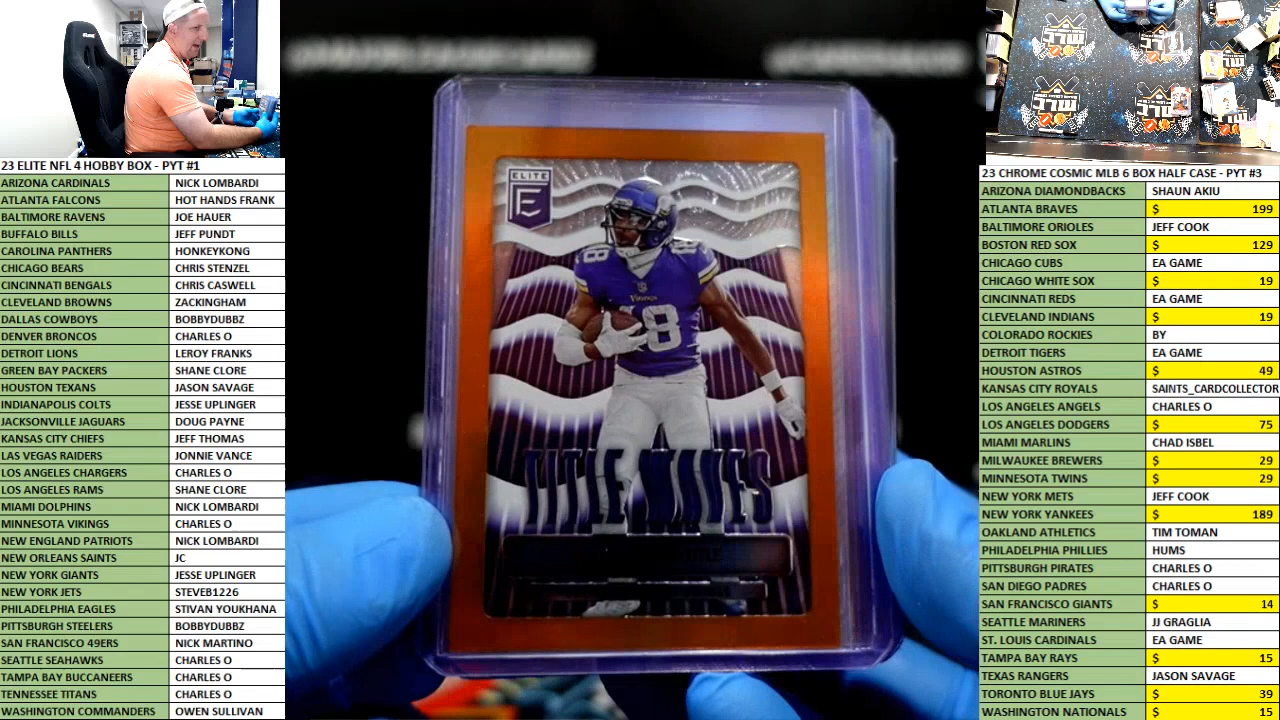 23 ELITE NFL 4 HOBBY BOX - PYT #1
ARIZONA CARDINALS NICK LOMBARDI
ATLANTA FALCONS HOT HANDS FRANK
BALTIMORE RAVENS JOE HAUER
BUFFALO BILLS JEFF PUNDT
CAROLINA PANTHERS HONKEYKONG
CHICAGO BEARS CHRIS STENZEL
CINCINNATI BENGALS CHRIS CASWELL
CLEVELAND BROWNS ZACKINGHAM
DALLAS COWBOYS BOBBYDUBBZ
DENVER BRONCOS CHARLES O
DETROIT LIONS LEROY FRANKS
GREEN BAY PACKERS SHANE CLORE
HOUSTON TEXANS JASON SAVAGE
INDIANAPOLIS COLTS JESSE UPLINGER
JACKSONVILLE JAGUARS DOUG PAYNE
KANSAS CITY CHIEFS JEFF THOMAS
LAS VEGAS RAIDERS JONNIE VANCE
LOS ANGELES CHARGERS CHARLES O
LOS ANGELES RAMS SHANE CLORE
MIAMI DOLPHINS NICK LOMBARDI
MINNESOTA VIKINGS CHARLES O
NEW ENGLAND PATRIOTS NICK LOMBARDI
NEW ORLEANS SAINTS JC
NEW YORK GIANTS JESSE UPLINGER
NEW YORK JETS STEVEB1226
PHILADELPHIA EAGLES STIVAN YOUKHANA
PITTSBURGH STEELERS BOBBYDUBBZ
SAN FRANCISCO 49ERS NICK MARTINO
SEATTLE SEAHAWKS CHARLES O
TAMPA BAY BUCCANEERS CHARLES O
TENNESSEE TITANS CHARLES O
WASHINGTON COMMANDERS OWEN SULLIVAN
ELITE
E
18
18
Vikings
18
TITLE WAVES
23 CHROME COSMIC MLB 6 BOX HALF CASE - PYT #3
ARIZONA DIAMONDBACKS SHAUN AKIU
ATLANTA BRAVES $ 199
BALTIMORE ORIOLES JEFF COOK
BOSTON RED SOX $ 129
CHICAGO CUBS EA GAME
CHICAGO WHITE SOX $ 19
CINCINNATI REDS EA GAME
CLEVELAND INDIANS $ 19
COLORADO ROCKIES BY
DETROIT TIGERS EA GAME
HOUSTON ASTROS $ 49
KANSAS CITY ROYALS SAINTS_CARDCOLLECTOR
LOS ANGELES ANGELS CHARLES O
LOS ANGELES DODGERS $ 75
MIAMI MARLINS CHAD ISBEL
MILWAUKEE BREWERS $ 29
MINNESOTA TWINS $ 29
NEW YORK METS JEFF COOK
NEW YORK YANKEES $ 189
OAKLAND ATHLETICS TIM TOMAN
PHILADELPHIA PHILLIES HUMS
PITTSBURGH PIRATES CHARLES O
SAN DIEGO PADRES CHARLES O
SAN FRANCISCO GIANTS $ 14
SEATTLE MARINERS JJ GRAGLIA
ST. LOUIS CARDINALS EA GAME
TAMPA BAY RAYS $ 15
TEXAS RANGERS JASON SAVAGE
TORONTO BLUE JAYS $ 39
WASHINGTON NATIONALS $ 15